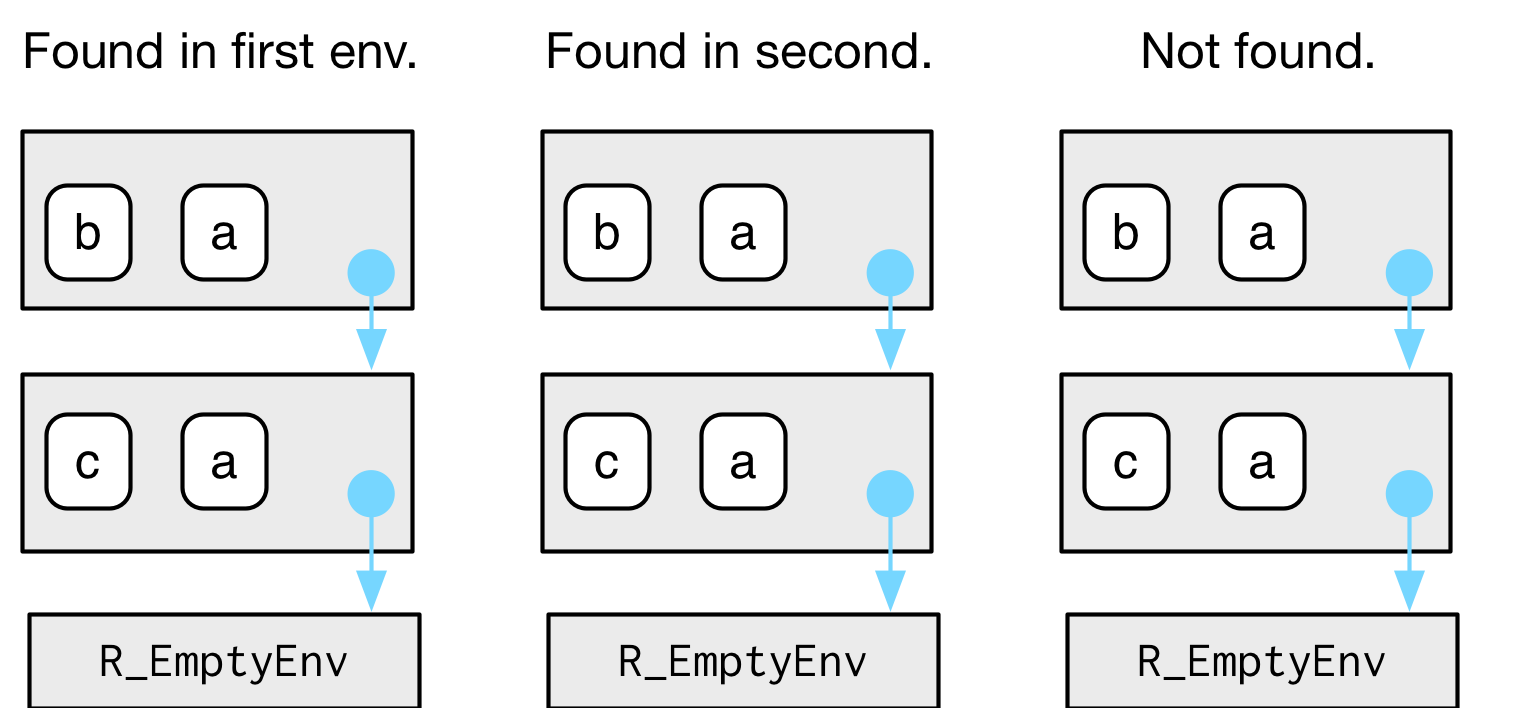 Found in first env.
b a
c a
R_EmptyEnv
Found in second.
b a
c a
R_EmptyEnv
Not found.
b a
c a
R_EmptyEnv